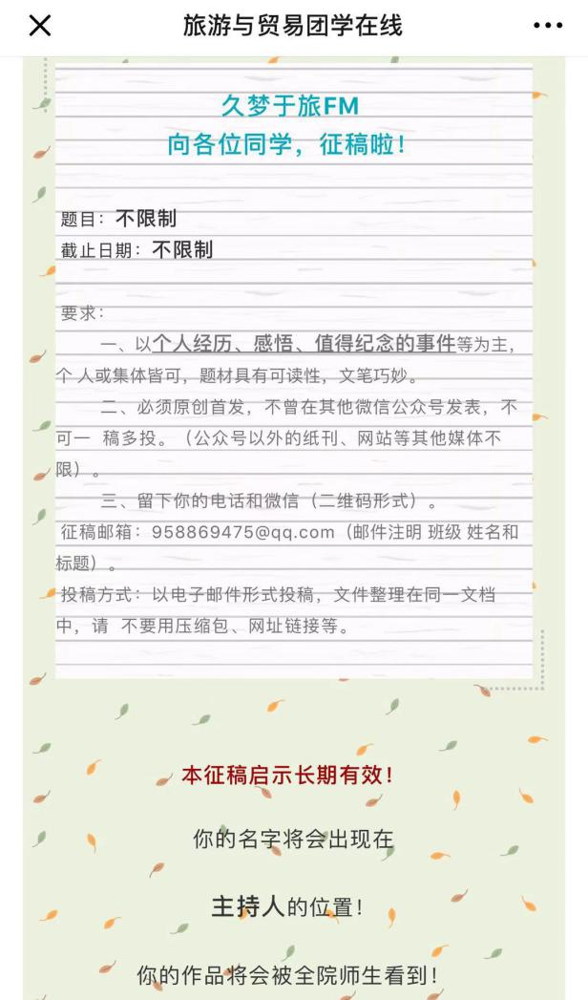 旅游与贸易团学在线
久梦于旅FM
向各位同学，征稿啦！
题目：不限制
截止日期：不限制
要求：
一、以个人经历、感悟、值得纪念的事件等为主，
个 人或集体皆可，题材具有可读性，文笔巧妙。
二、必须原创首发，不曾在其他微信公众号发表，不
可一 稿多投。（公众号以外的纸刊、网站等其他媒体不
限）。
三、留下你的电话和微信（二维码形式）。
征稿邮箱：958869475@qq.com（邮件注明 班级 姓名和
标题）。
投稿方式：以电子邮件形式投稿，文件整理在同一文档
中，请 不要用压缩包、网址链接等。
本征稿启示长期有效！
你的名字将会出现在
主持人的位置！
你的作品将会被全院师生看到！